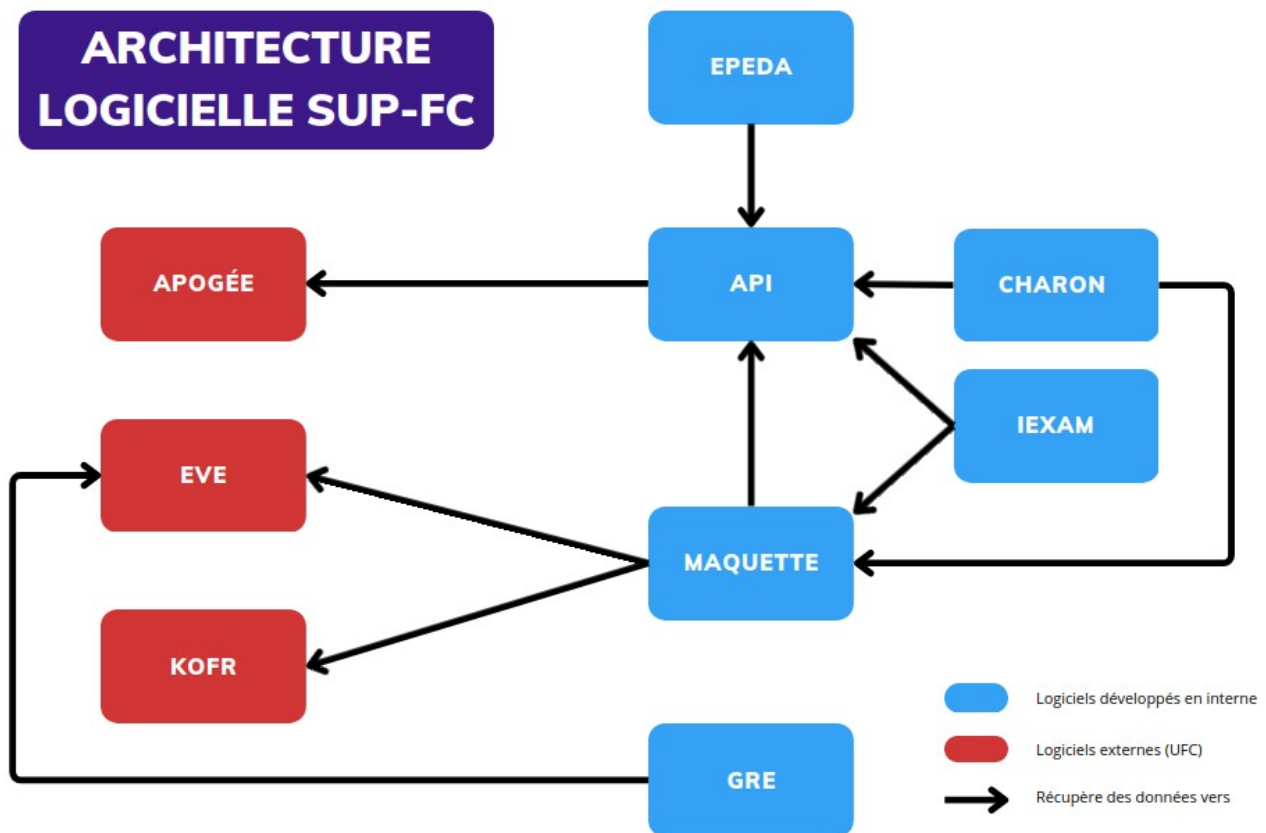 ARCHITECTURE
LOGICIELLE SUP-FC
EPEDA
APOGÉE
API
CHARON
IEXAM
EVE
MAQUETTE
KOFR
GRE
Logiciels développés en interne
Logiciels externes (UFC)
Récupère des données vers